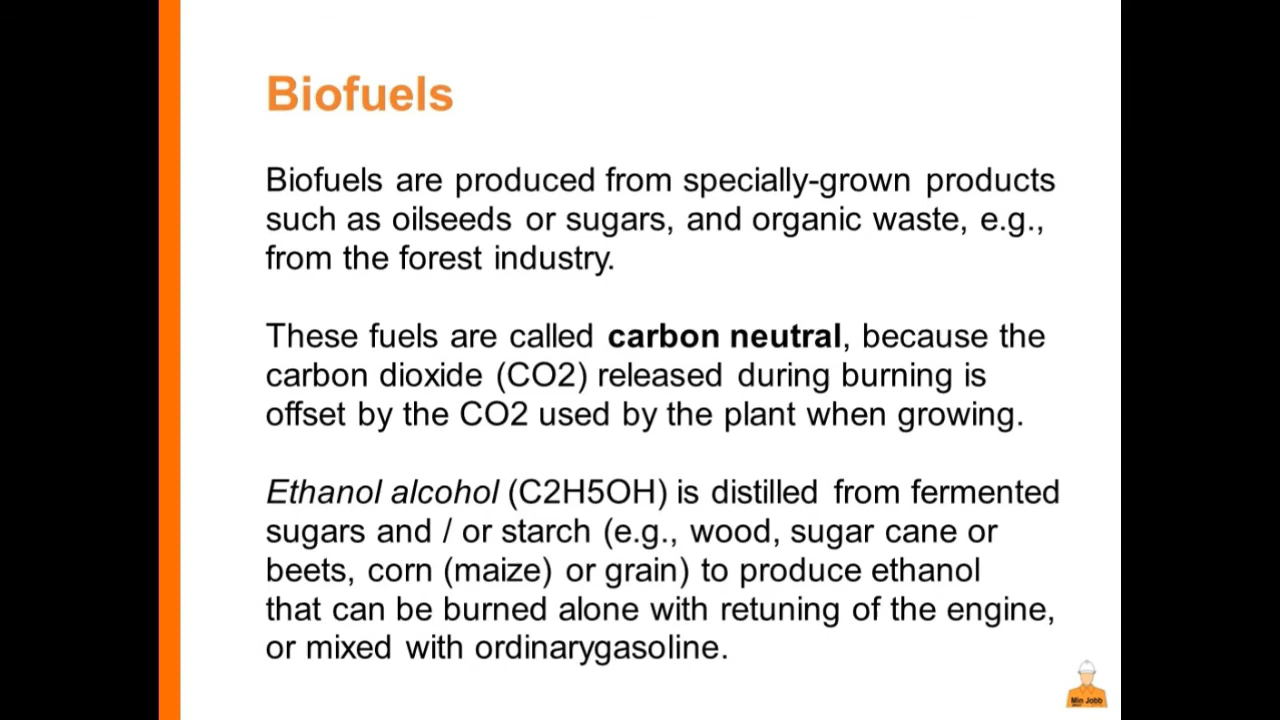 Biofuels
Biofuels are produced from specially-grown products
such as oilseeds or sugars, and organic waste, e.g.,
from the forest industry.
These fuels are called carbon neutral, because the
carbon dioxide (CO2) released during burning is
offset by the CO2 used by the plant when growing.
Ethanol alcohol (C2H5OH) is distilled from fermented
sugars and / or starch (e.g., wood, sugar cane or
beets, corn (maize) or grain) to produce ethanol
that can be burned alone with retuning of the engine,
or mixed with ordinarygasoline.
Min Jobb